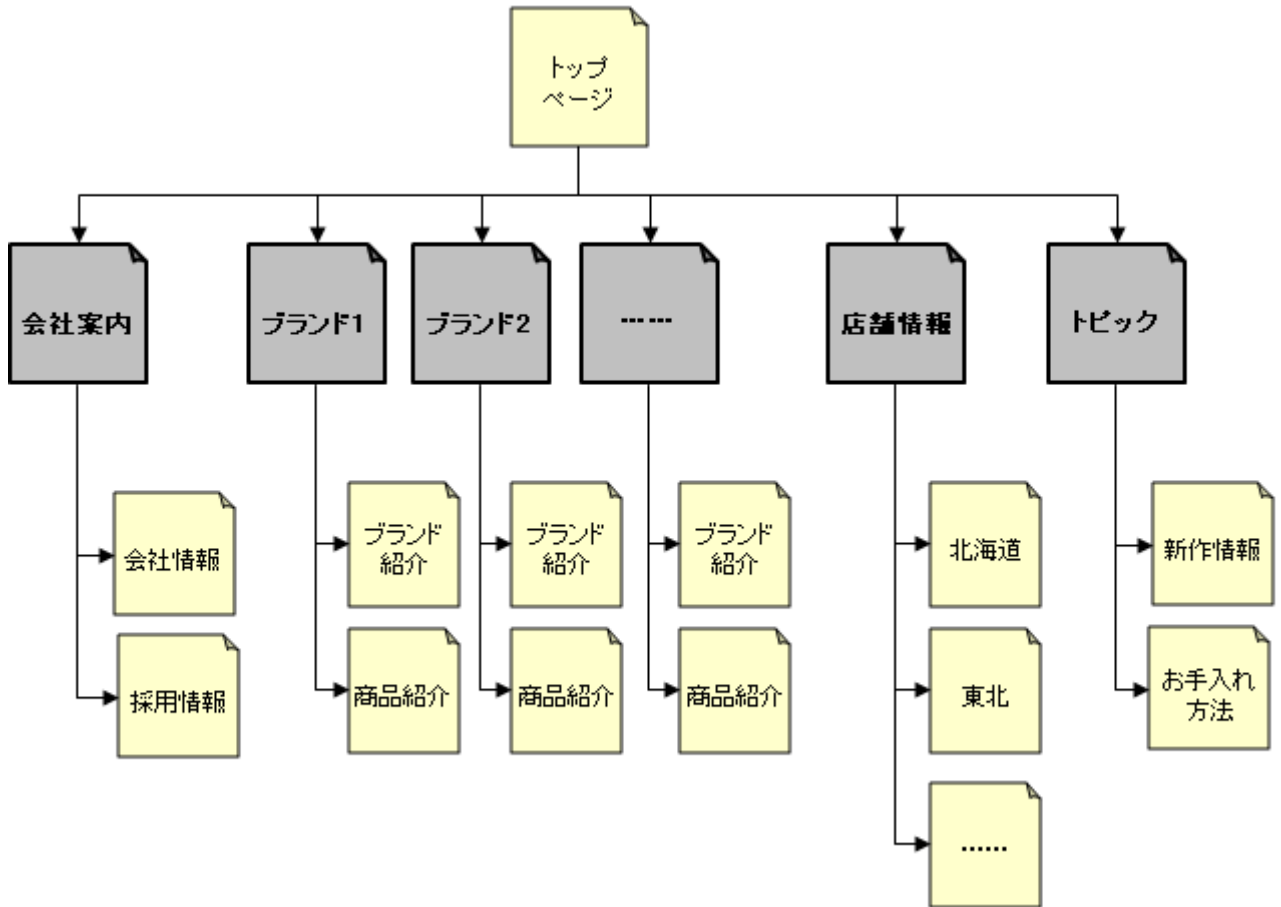 トップ
ページ
会社案内
ブランド1
ブランド2
……
店舗情報
トピック
会社情報
採用情報
ブランド
紹介
商品紹介
ブランド
紹介
商品紹介
ブランド
紹介
商品紹介
北海道
東北
……
新作情報
お手入れ
方法